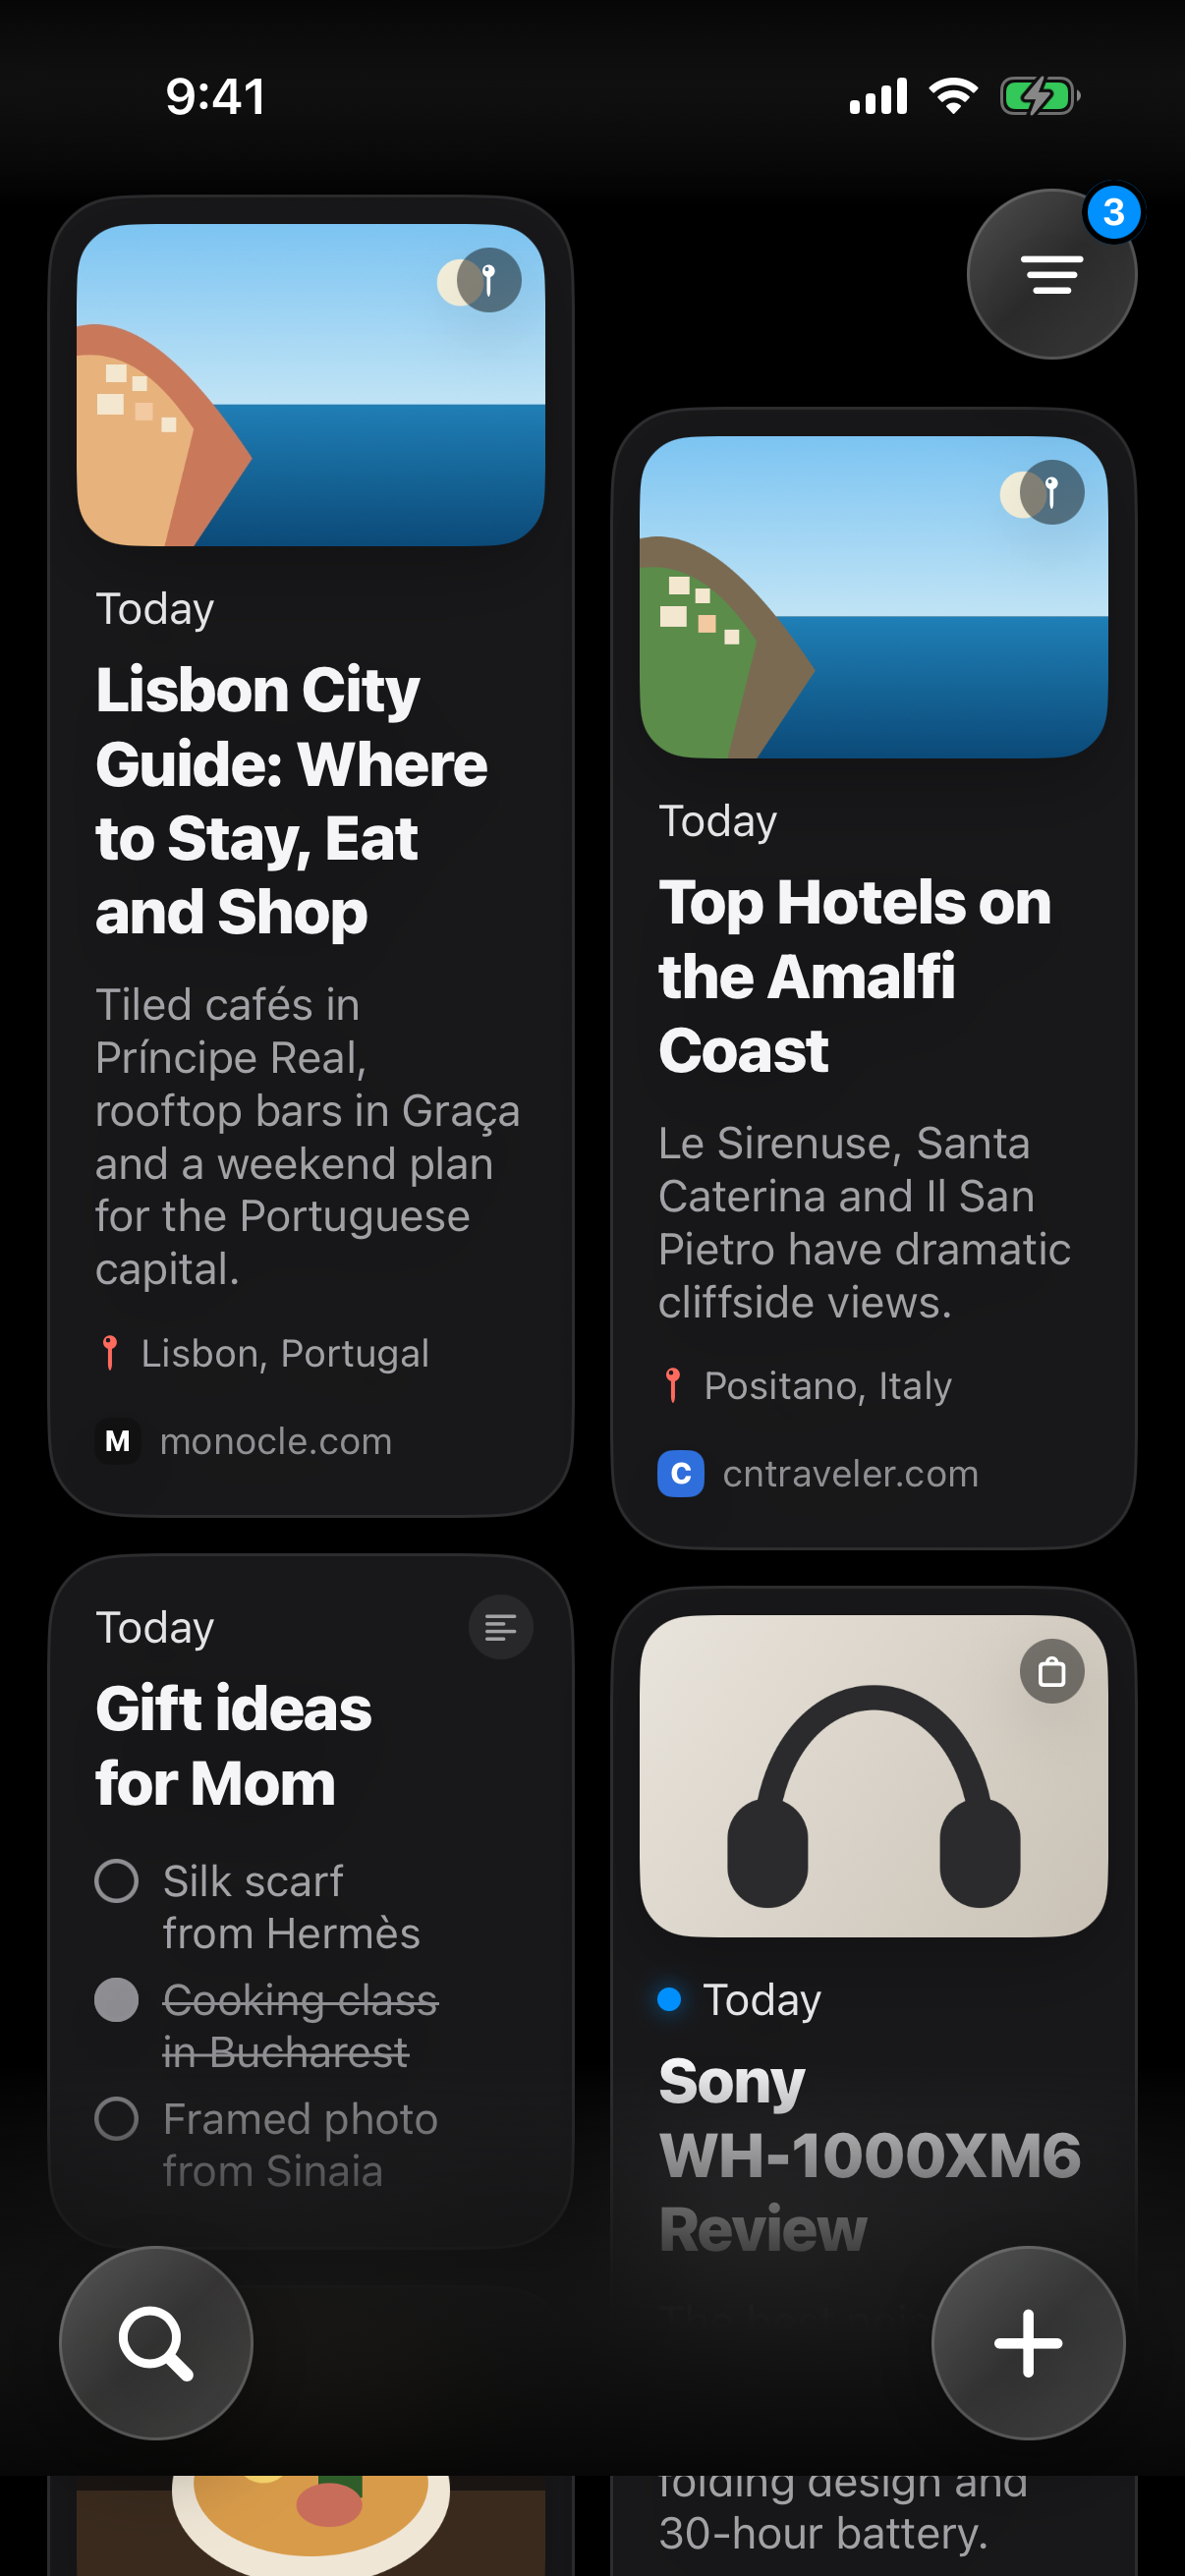 9:41
3
Today
Lisbon City
Guide: Where
to Stay, Eat
and Shop
Tiled cafés in
Príncipe Real,
rooftop bars in Graça
and a weekend plan
for the Portuguese
capital.
Lisbon, Portugal
M monocle.com
Today
Top Hotels on
the Amalfi
Coast
Le Sirenuse, Santa
Caterina and Il San
Pietro have dramatic
cliffside views.
Positano, Italy
C cntraveler.com
Today
Gift ideas
for Mom
Silk scarf
from Hermès
Cooking class
in Bucharest
Framed photo
from Sinaia
Today
Sony
WH-1000XM6
Review
folding design and
30-hour battery.